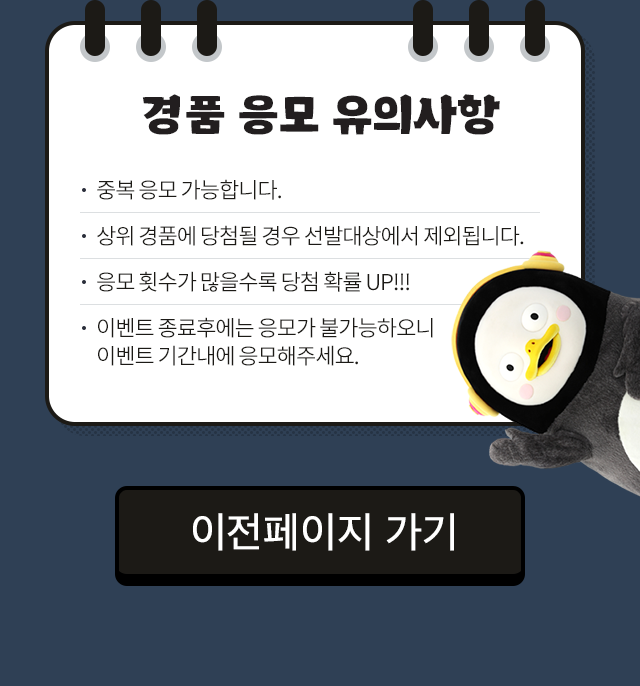 경품 응모 유의사항
· 중복 응모 가능합니다.
· 상위 경품에 당첨될 경우 선발대상에서 제외됩니다.
· 응모 횟수가 많을수록 당첨 확률 UP!!!
· 이벤트 종료후에는 응모가 불가능하오니
이벤트 기간내에 응모해주세요.
이전페이지 가기